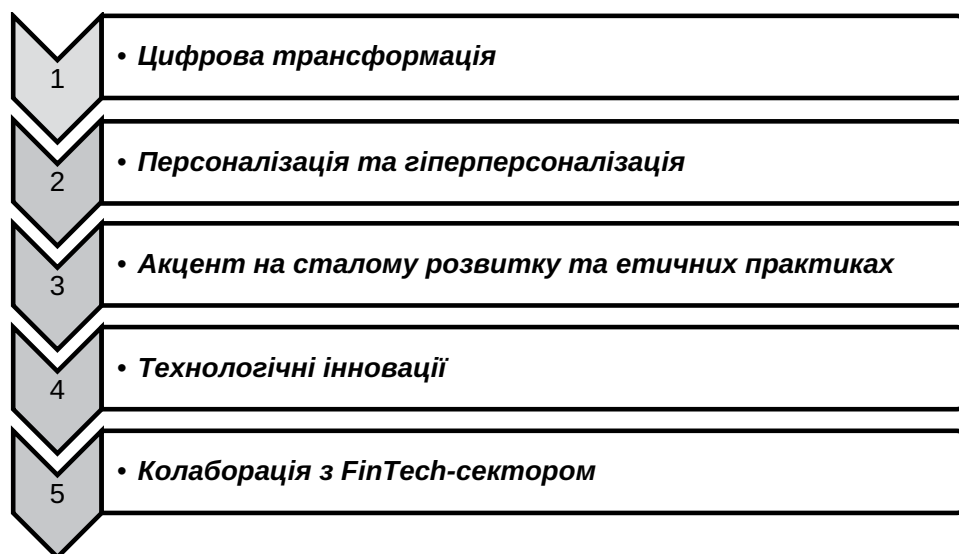 1
• Цифрова трансформація
2
• Персоналізація та гіперперсоналізація
3
• Акцент на сталому розвитку та етичних практиках
4
• Технологічні інновації
5
• Колаборація з FinTech-сектором